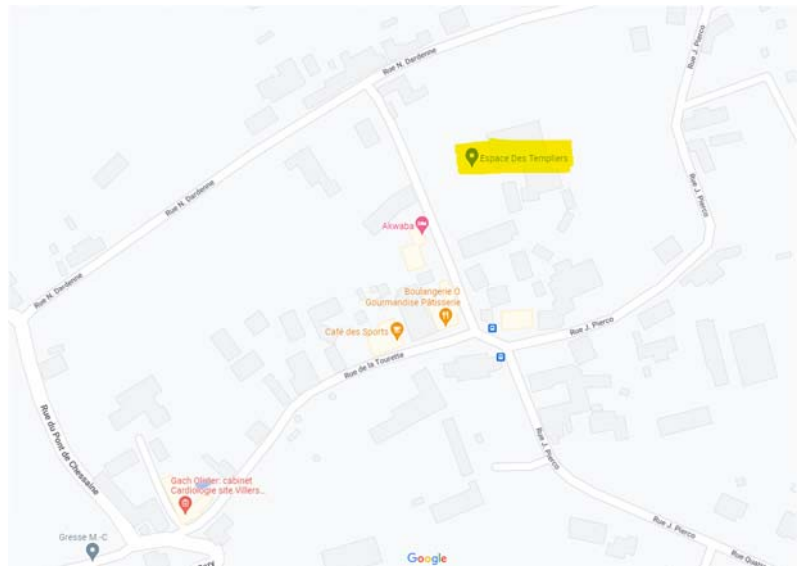 Rue N. Dardenne
Rue J. Pierco
Espace Des Templiers
Rue N. Dardenne
Rue J. Pierco
Akwaba
Rue N. Dardenne
Boulangerie O
Gourmandise Pâtisserie
Café des Sports
Rue J. Pierco
Rue de la Tourette
Rue du Pont de Chessaine
Rue J. Pierco
Gach Olivier: cabinet
Cardiologie site Villers...
Rue J. Pierco
Gresse M.-C
Google